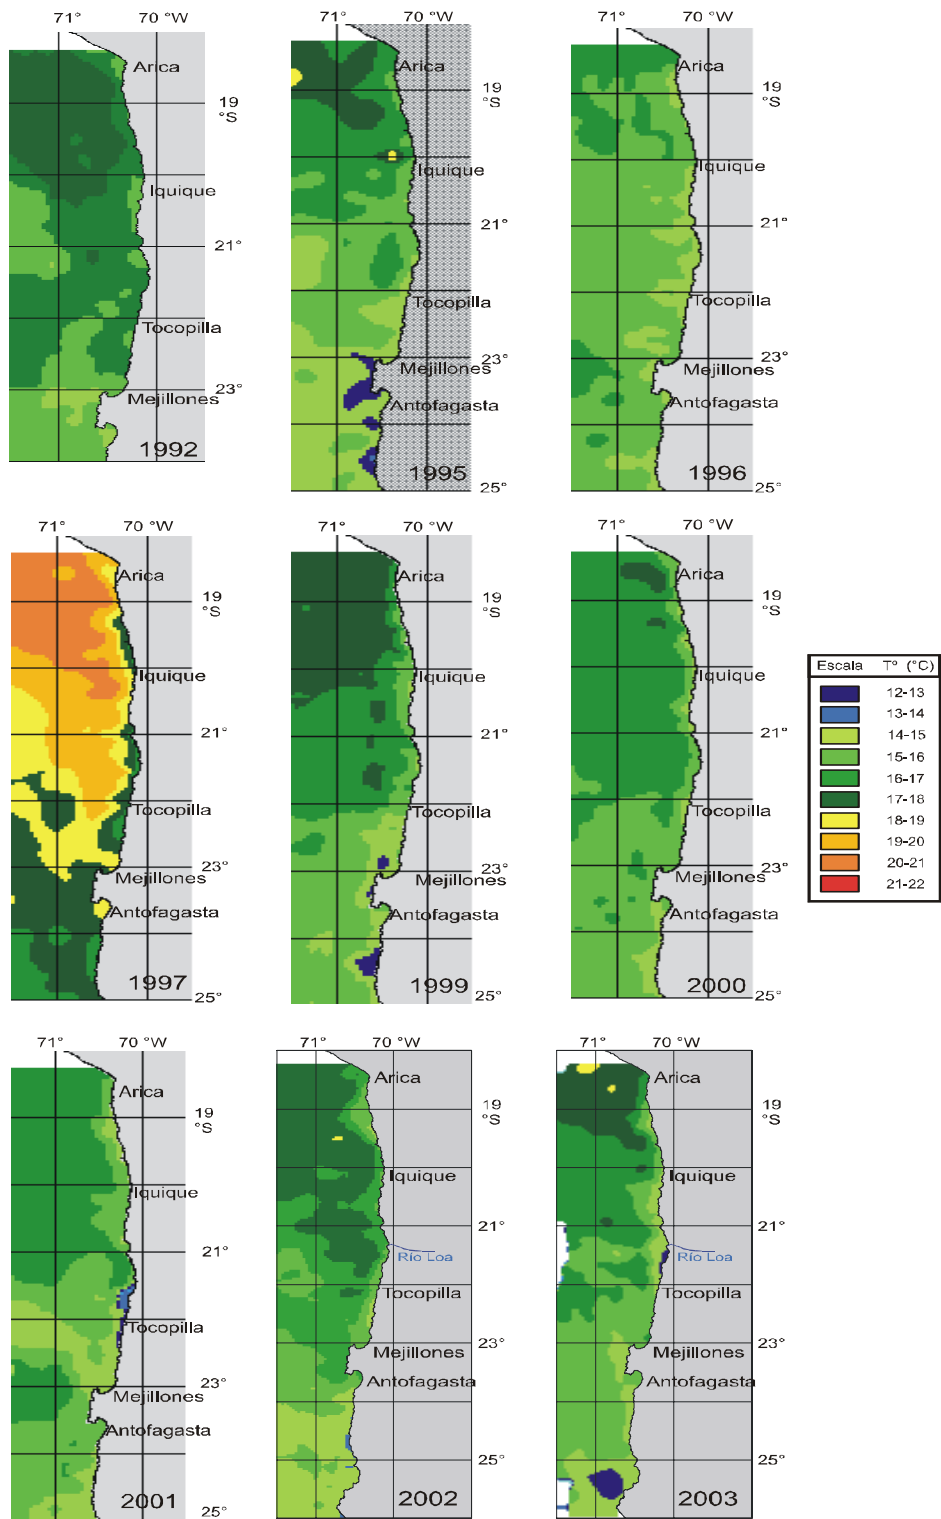 71° 70 °W
Arica
19
°S
Iquique
21°
Tocopilla
23°
Mejillones
1992
71° 70 °W
Arica
19
°S
Iquique
21°
Tocopilla
23°
Mejillones
Antofagasta
1995
25°
71° 70 °W
Arica
19
°S
Iquique
21°
Tocopilla
23°
Mejillones
Antofagasta
1996
25°
71° 70 °W
Arica
19
°S
Iquique
21°
Tocopilla
23°
Mejillones
Antofagasta
1997
25°
71° 70 °W
Arica
19
°S
Iquique
21°
Tocopilla
23°
Mejillones
Antofagasta
1999
25°
71° 70 °W
Arica
19
°S
Iquique
21°
Tocopilla
23°
Mejillones
Antofagasta
2000
25°
Escala T° (°C)
12-13
13-14
14-15
15-16
16-17
17-18
18-19
19-20
20-21
21-22
71° 70 °W
Arica
19
°S
Iquique
21°
Tocopilla
23°
Mejillones
Antofagasta
2001
25°
71° 70 °W
Arica
19
°S
Iquique
21°
Río Loa
Tocopilla
23°
Mejillones
Antofagasta
25°
2002
71° 70 °W
Arica
19
°S
Iquique
21°
Río Loa
Tocopilla
23°
Mejillones
Antofagasta
25°
2003